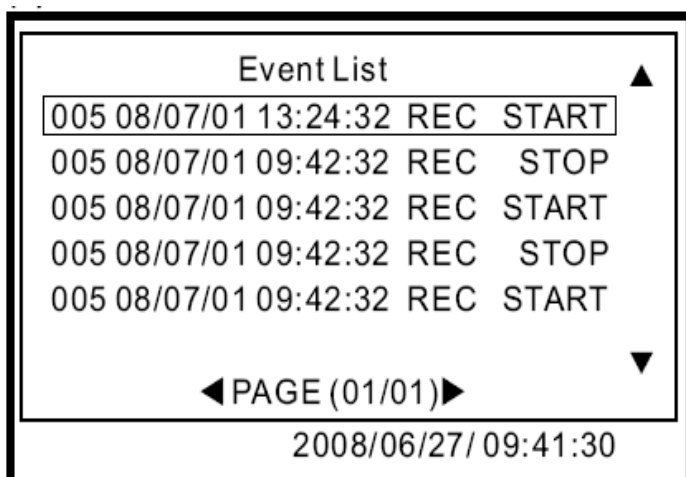 Event List
005 08/07/01 13:24:32 REC START
005 08/07/01 09:42:32 REC STOP
005 08/07/01 09:42:32 REC START
005 08/07/01 09:42:32 REC STOP
005 08/07/01 09:42:32 REC START
◀PAGE (01/01)▶
2008/06/27/ 09:41:30